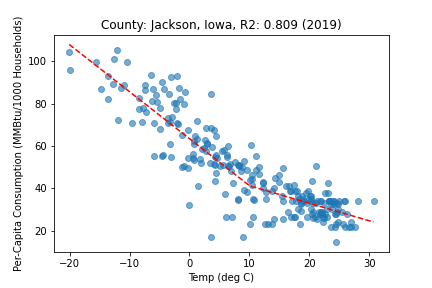 County: Jackson, Iowa, R2: 0.809 (2019)
Per-Capita Consumption (MMBtu/1000 Households)
100
80
60
40
20
−20 −10 0 10 20 30
Temp (deg C)